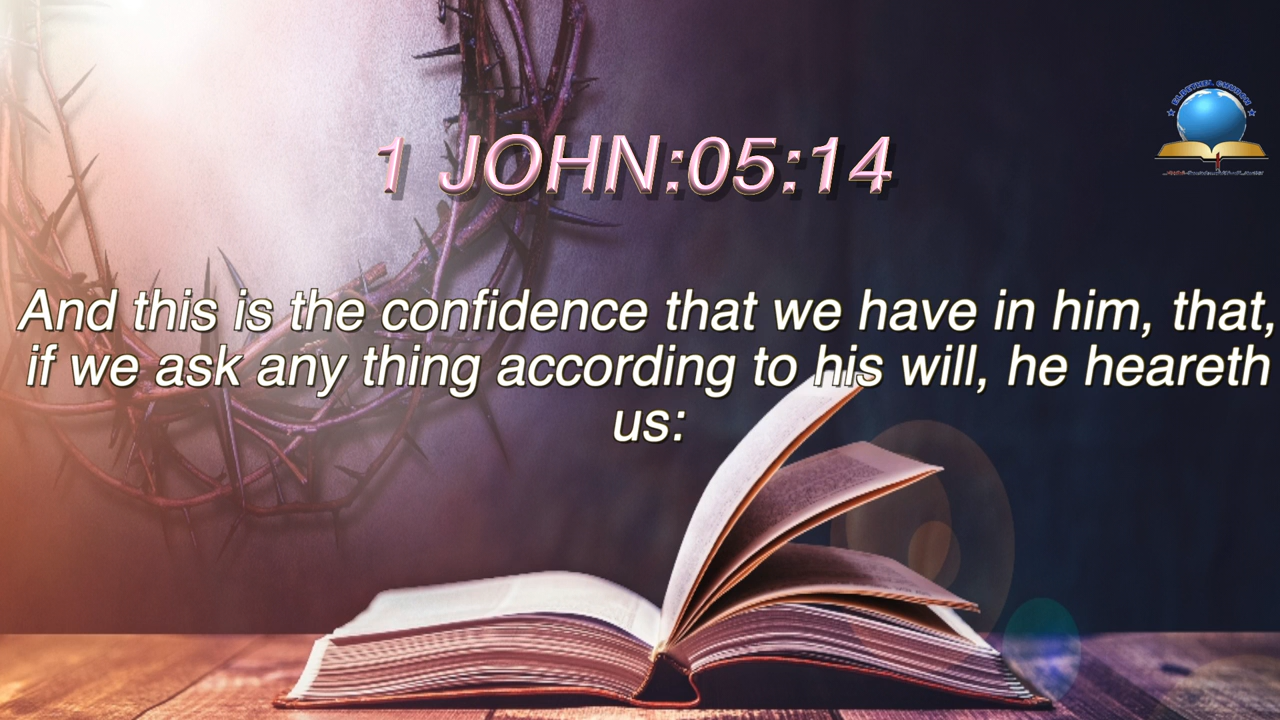 1 JOHN:05:14
And this is the confidence that we have in him, that,
if we ask any thing according to his will, he heareth
us: